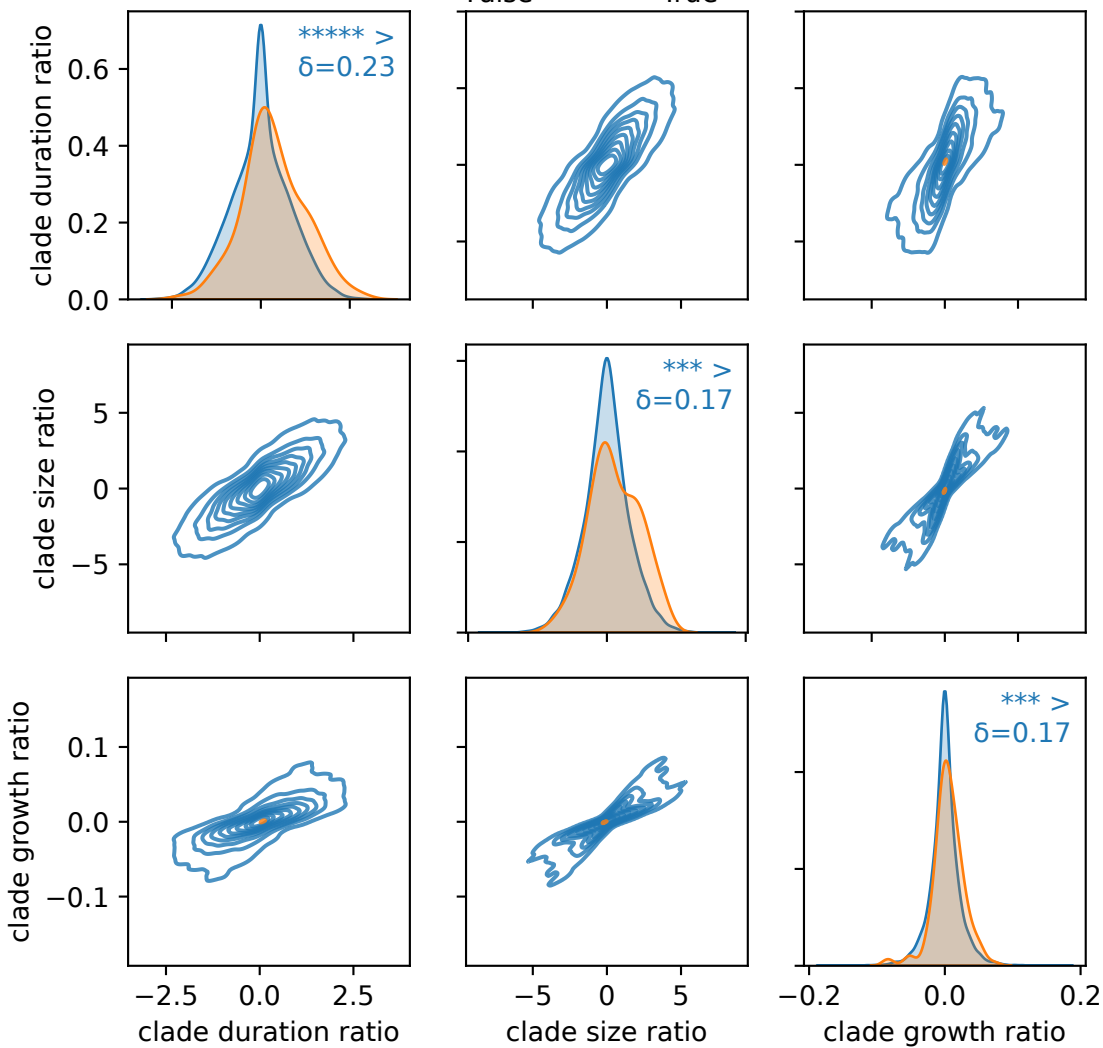 True
clade duration ratio
0.6
0.4
0.2
0.0
***** >
δ=0.23
clade size ratio
5
0
−5
*** >
δ=0.17
clade growth ratio
0.1
0.0
−0.1
*** >
δ=0.17
−2.5 0.0 2.5
clade duration ratio
−5 0 5
clade size ratio
−0.2 0.0 0.2
clade growth ratio